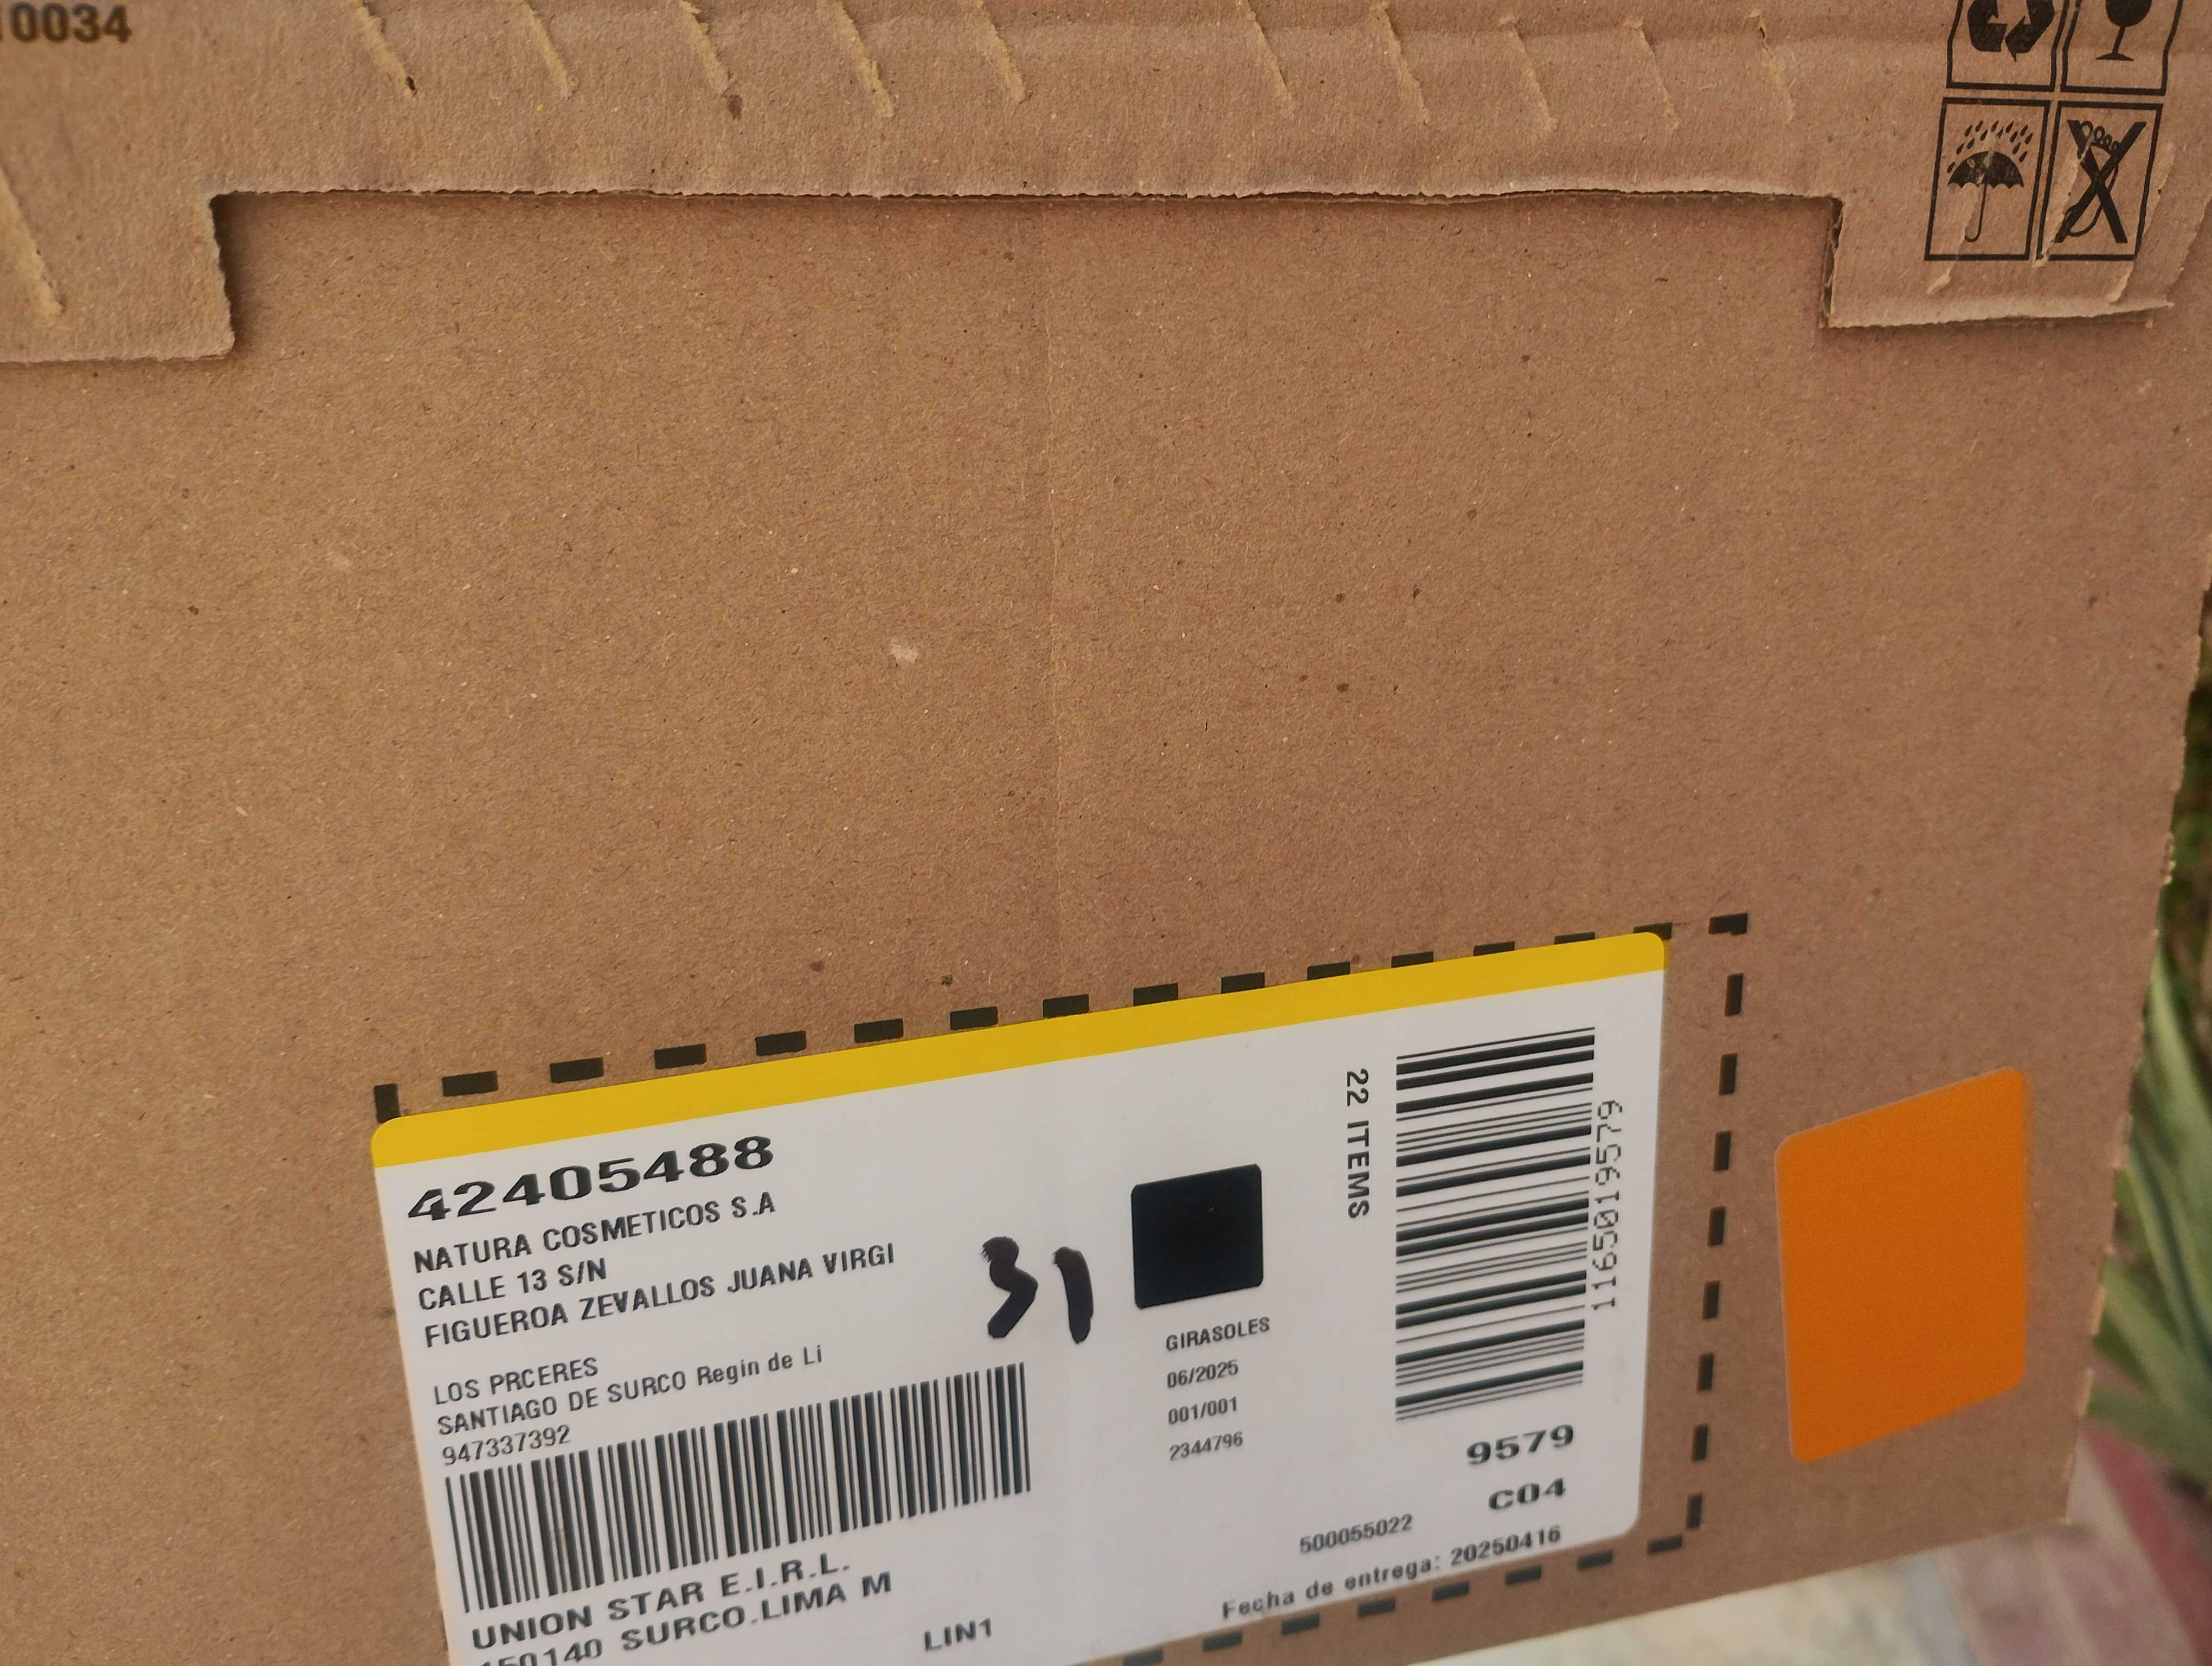 10034
42405488
NATURA COSMETICOS S.A
CALLE 13 S/N
FIGUEROA ZEVALLOS JUANA VIRGI
LOS PRCERES
SANTIAGO DE SURCO Regin de Li
947337392
UNION STAR E.I.R.L.
150140 SURCO.LIMA M
LIN1
31
GIRASOLES
06/2025
001/001
2344796
22 ITEMS
1165019579
9579
C04
500055022
Fecha de entrega: 20250416